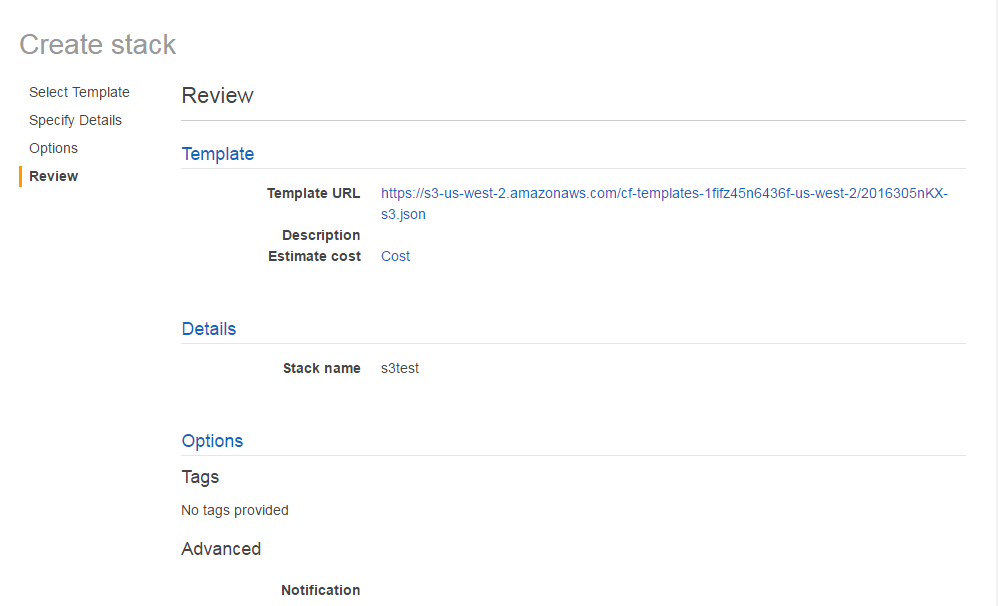 Create stack
Select Template
Specify Details
Options
Review
Review
Template
Template URL https://s3-us-west-2.amazonaws.com/cf-templates-1fifz45n6436f-us-west-2/2016305nKX-
s3.json
Description
Estimate cost Cost
Details
Stack name s3test
Options
Tags
No tags provided
Advanced
Notification